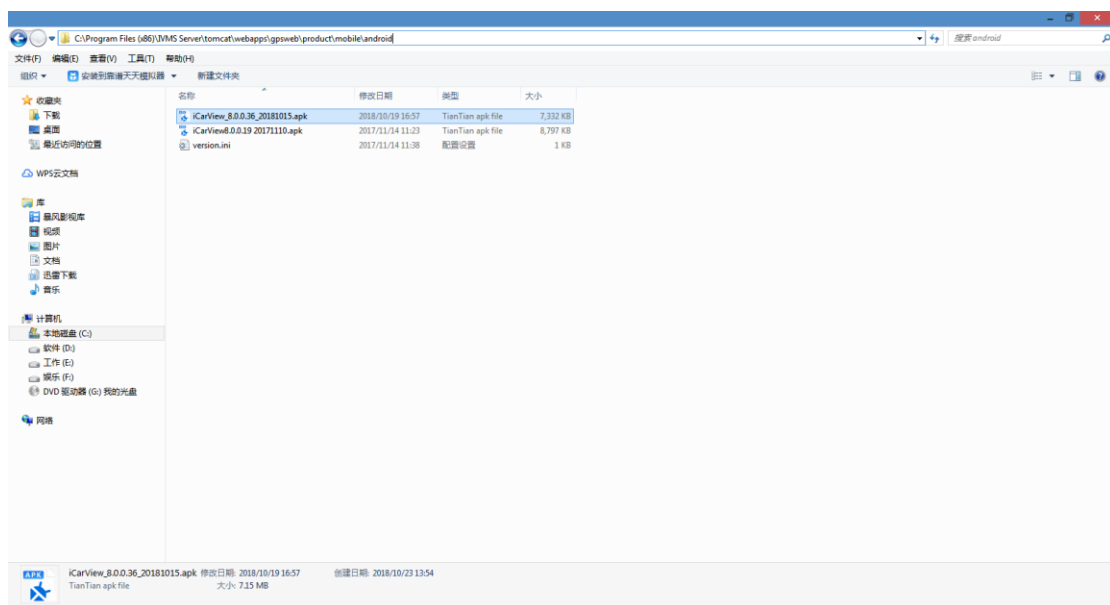 C:\Program Files (x86)\IVMS Server\tomcat\webapps\gpsweb\product\mobile\android
搜索 android
文件(F) 编辑(E) 查看(V) 工具(T) 帮助(H)
组织 安装到靠谱天天模拟器 新建文件夹
名称 修改日期 类型 大小
iCarView_8.0.0.36_20181015.apk 2018/10/19 16:57 TianTian apk file 7,332 KB
iCarView8.0.0.19 20171110.apk 2017/11/14 11:23 TianTian apk file 8,797 KB
version.ini 2017/11/14 11:38 配置设置 1 KB
收藏夹
下载
桌面
最近访问的位置
WPS云文档
库
暴风影视库
视频
图片
文档
迅雷下载
音乐
计算机
本地磁盘 (C:)
软件 (D:)
工作 (E:)
娱乐 (F:)
DVD 驱动器 (G:) 我的光盘
网络
APK
iCarView_8.0.0.36_20181015.apk 修改日期: 2018/10/19 16:57 创建日期: 2018/10/23 13:54
TianTian apk file 大小: 7.15 MB